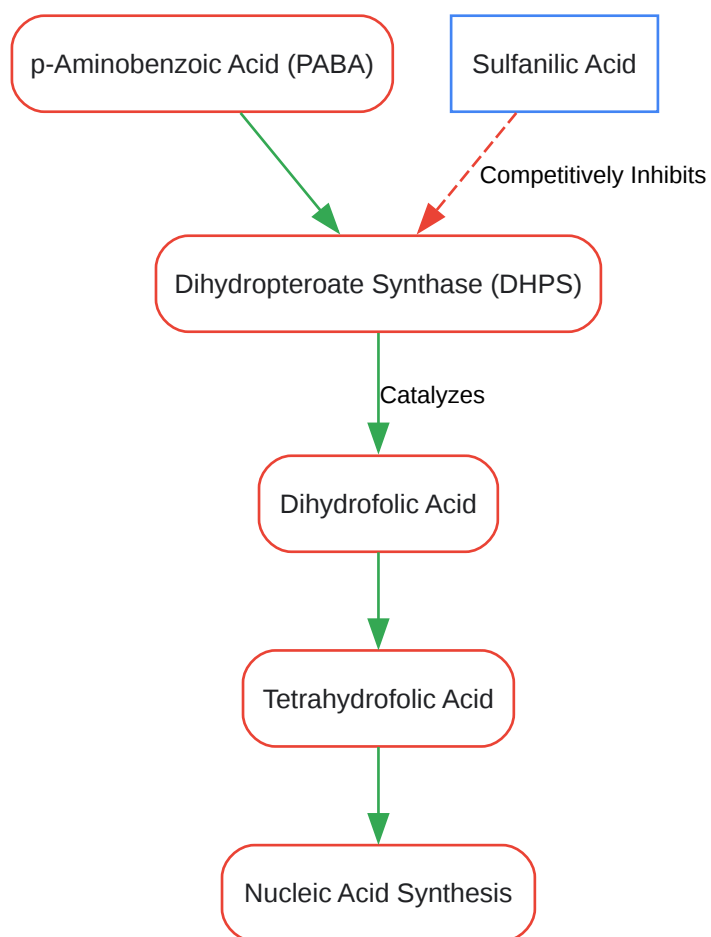 p-Aminobenzoic Acid (PABA)
Sulfanilic Acid
Competitively Inhibits
Dihydropteroate Synthase (DHPS)
Catalyzes
Dihydrofolic Acid
Tetrahydrofolic Acid
Nucleic Acid Synthesis